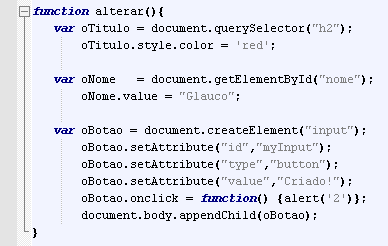 function alterar(){
var oTitulo = document.querySelector("h2");
oTitulo.style.color = 'red';
var oNome   = document.getElementById("nome");
oNome.value = "Glauco";
var oBotao = document.createElement("input");
oBotao.setAttribute("id","myInput");
oBotao.setAttribute("type","button");
oBotao.setAttribute("value","Criado!");
oBotao.onclick = function() {alert('2')};
document.body.appendChild(oBotao);
}